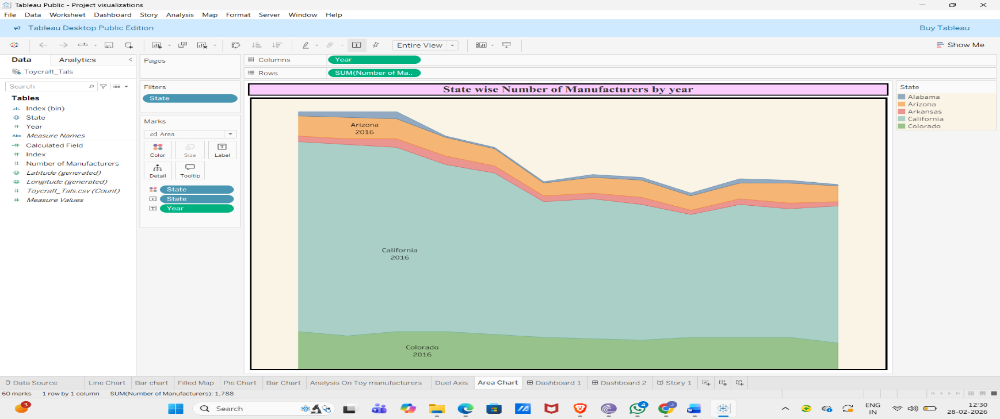 Tableau Public - Project visualizations
File Data Worksheet Dashboard Story Analysis Map Format Server Window Help
Tableau Desktop Public Edition
Buy Tableau
Entire View
Show Me
Data Analytics
Toycraft_Tals
Search
Tables
Index (bin)
State
Year
Abc Measure Names
Calculated Field
Index
Number of Manufacturers
Latitude (generated)
Longitude (generated)
Toycraft_Tals.csv (Count)
Measure Values
Pages
Filters
State
Marks
Area
Color Size Label
Detail Tooltip
State
State
Year
Columns Year
Rows SUM(Number of Ma..
State wise Number of Manufacturers by year
Arizona
2016
California
2016
Colorado
2016
State
Alabama
Arizona
Arkansas
California
Colorado
Data Source Line Chart Bar chart Filled Map Pie Chart Bar Chart Analysis On Toy manufacturers Duel Axis Area Chart Dashboard 1 Dashboard 2 Story 1
60 marks 1 row by 1 column SUM(Number of Manufacturers): 1,788
3
Search
4
J
ENG
IN
12:30
28-02-2026